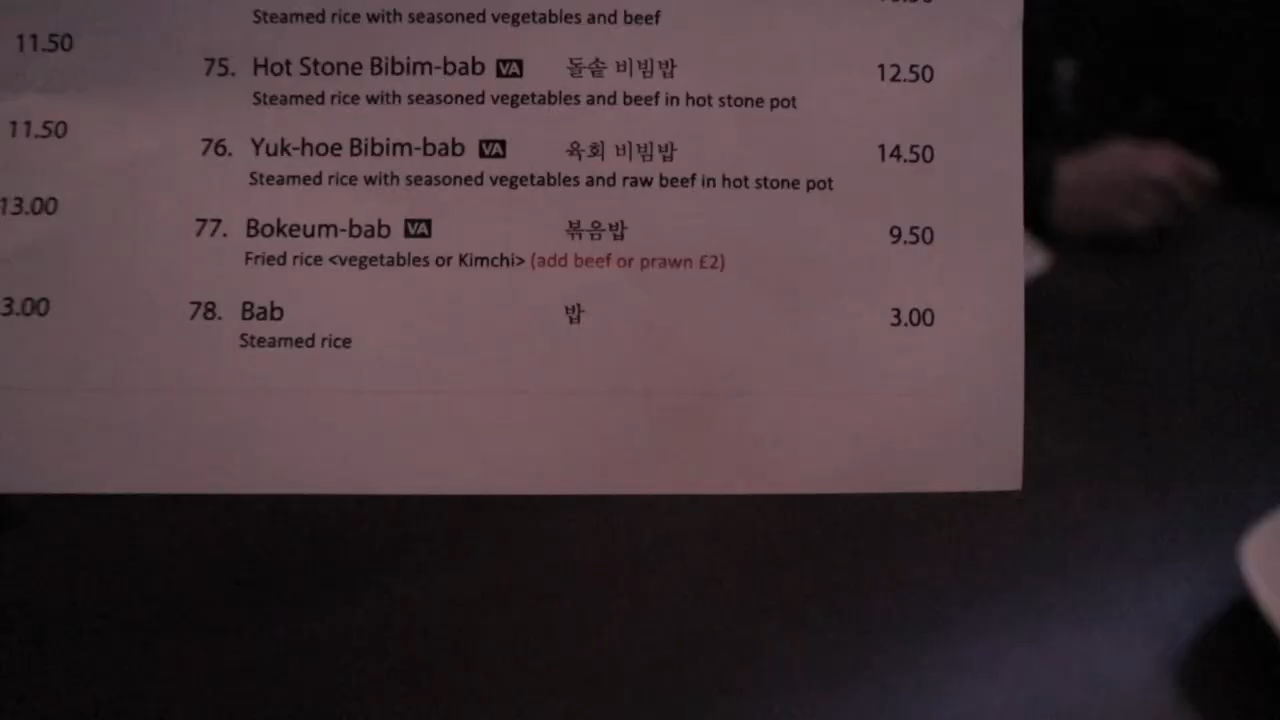 Steamed rice with seasoned vegetables and beef
11.50
75. Hot Stone Bibim-bab VA 돌솥 비빔밥 12.50
Steamed rice with seasoned vegetables and beef in hot stone pot
11.50
76. Yuk-hoe Bibim-bab VA 육회 비빔밥 14.50
Steamed rice with seasoned vegetables and raw beef in hot stone pot
13.00
77. Bokeum-bab VA 볶음밥 9.50
Fried rice <vegetables or Kimchi> (add beef or prawn £2)
3.00
78. Bab 밥 3.00
Steamed rice